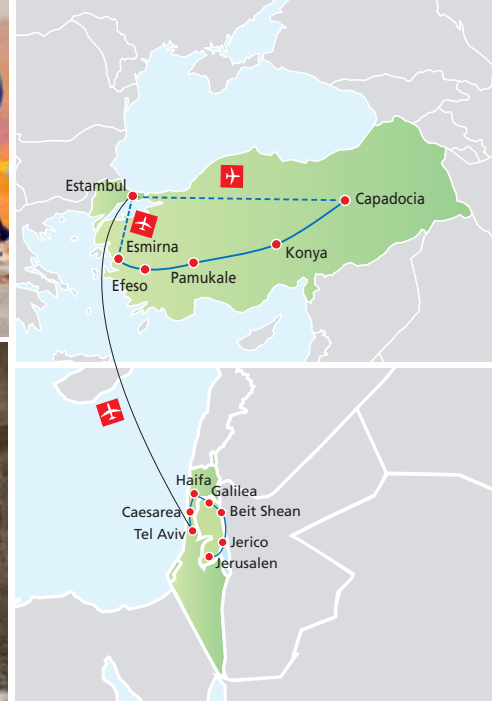 Estambul
Capadocia
Esmirna
Konya
Pamukale
Efeso
Haifa
Galilea
Caesarea
Beit Shean
Tel Aviv
Jerico
Jerusalen